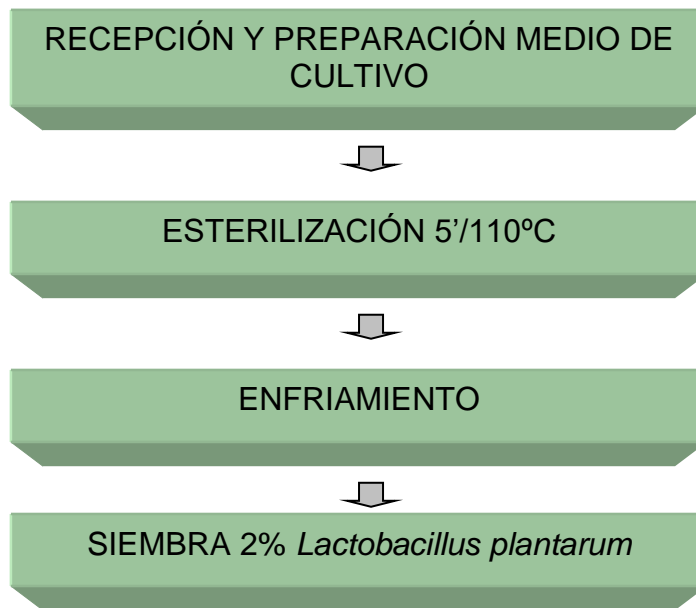 RECEPCIÓN Y PREPARACIÓN MEDIO DE
CULTIVO
ESTERILIZACIÓN 5’/110ºC
ENFRIAMIENTO
SIEMBRA 2% Lactobacillus plantarum